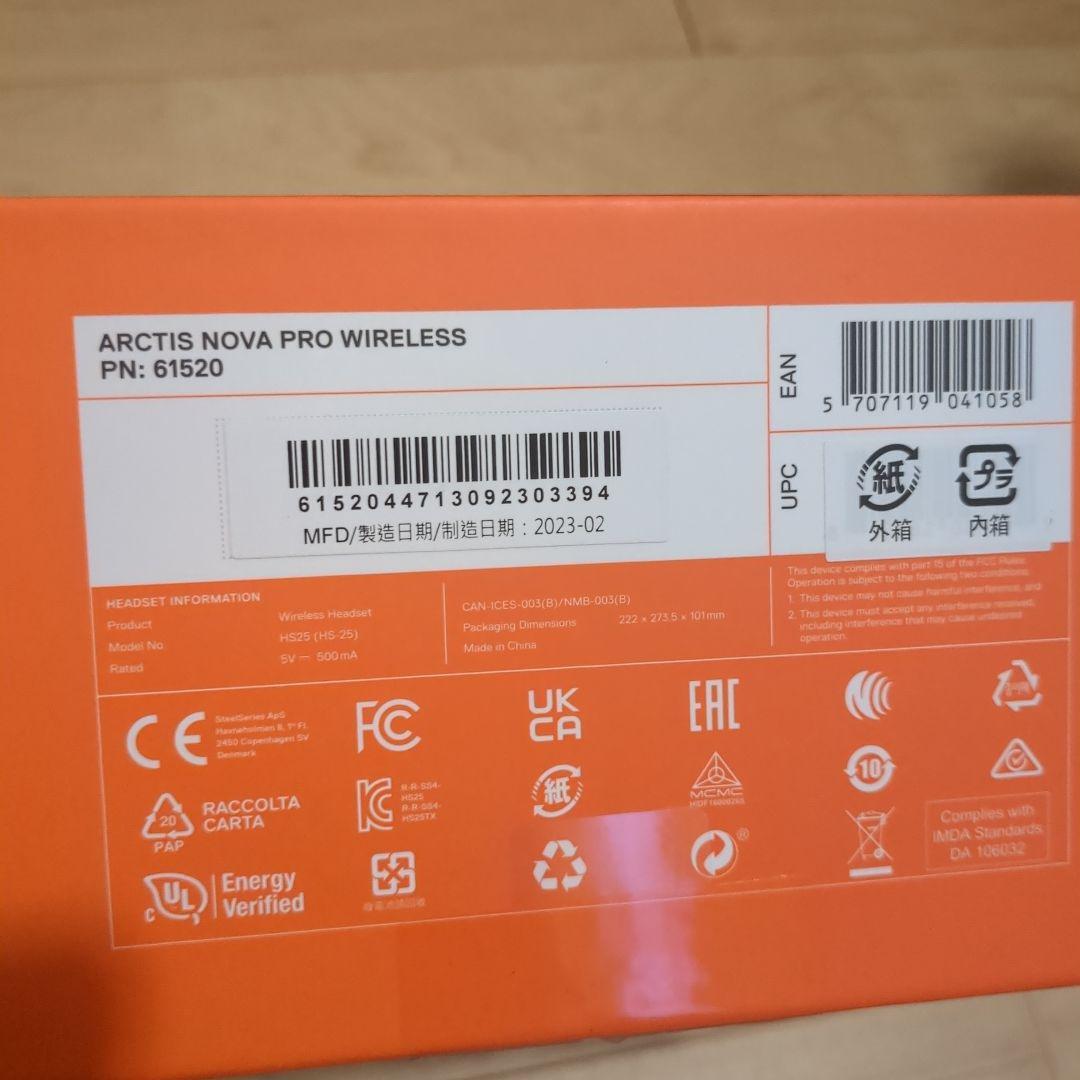 ARCTIS NOVA PRO WIRELESS
PN: 61520
EAN
5 707119 041058
6152044713092303394
MFD/製造日期/制造日期：2023-02
UPC
紙
外箱
プラ
內箱
HEADSET INFORMATION
Product Wireless Headset
Model No. HS25 (HS-25)
Rated 5V ⎓ 500mA
CAN-ICES-003(B)/NMB-003(B)
Packaging Dimensions 222 x 273.5 x 101mm
Made in China
This device complies with part 15 of the FCC Rules.
Operation is subject to the following two conditions:
1. This device may not cause harmful interference, and
2. This device must accept any interference received,
including interference that may cause undesired
operation.
CE
SteelSeries ApS
Havneholmen 8, 1° Fl.
2450 Copenhagen SV
Denmark
FC
UK
CA
EAC
20
PAP
RACCOLTA
CARTA
R-R-SS4-
HS25
R-R-SS4-
HS25TX
紙
MCMC
HIDF16000265
10
Complies with
IMDA Standards
DA 106032
C UL
Energy
Verified
®